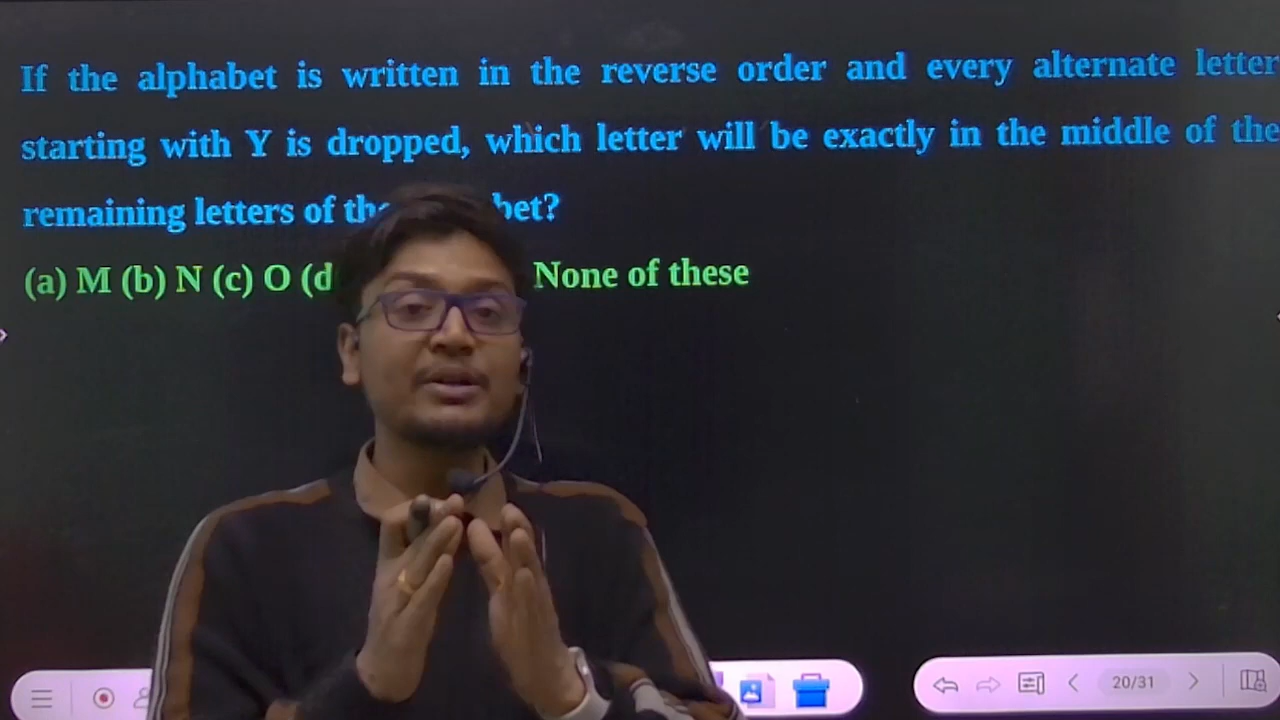 If the alphabet is written in the reverse order and every alternate letter
starting with Y is dropped, which letter will be exactly in the middle of the
remaining letters of bet?
(a) M (b) N (c) O (d None of these
20/31